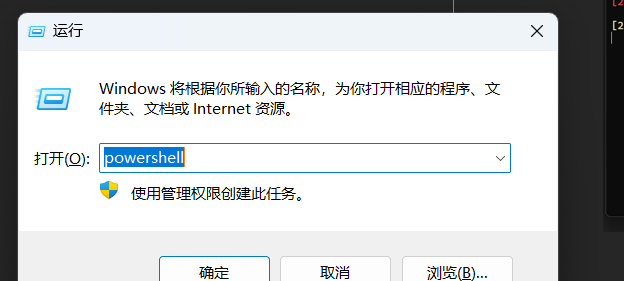 [2
运行
[2
Windows 将根据你所输入的名称，为你打开相应的程序、文
件夹、文档或 Internet 资源。
打开(O): powershell
使用管理权限创建此任务。
确定 取消 浏览(B)...